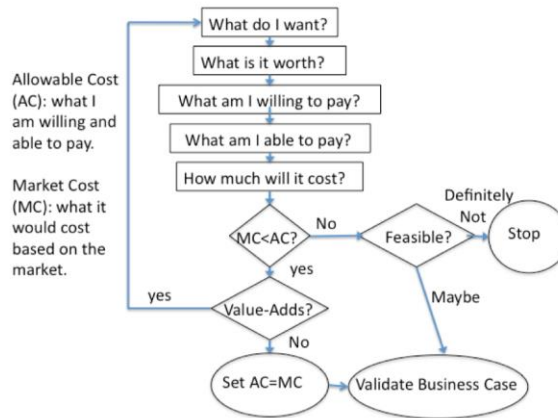 What do I want?
What is it worth?
Allowable Cost
(AC): what I
am willing and
able to pay.
What am I willing to pay?
What am I able to pay?
How much will it cost?
Market Cost
(MC): what it
would cost
based on the
market.
MC<AC?
No
Feasible?
Definitely
Not
Stop
yes
yes
Value-Adds?
Maybe
No
Set AC=MC
Validate Business Case